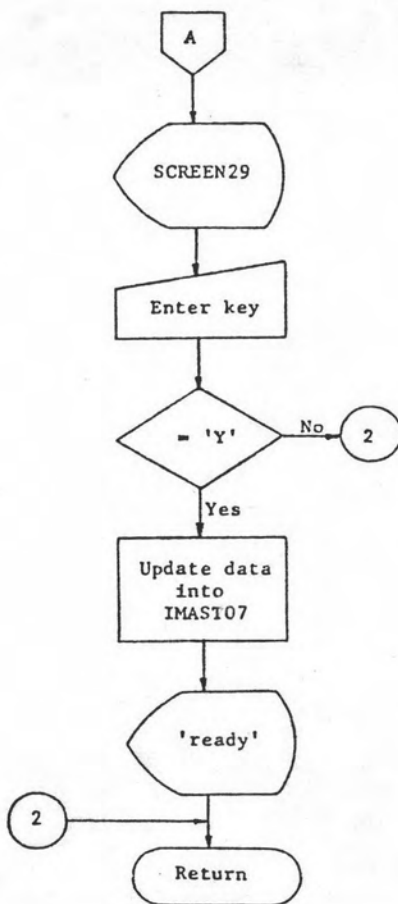 A
SCREEN29
Enter key
= 'Y'
No
2
Yes
Update data
into
IMAST07
'ready'
2
Return